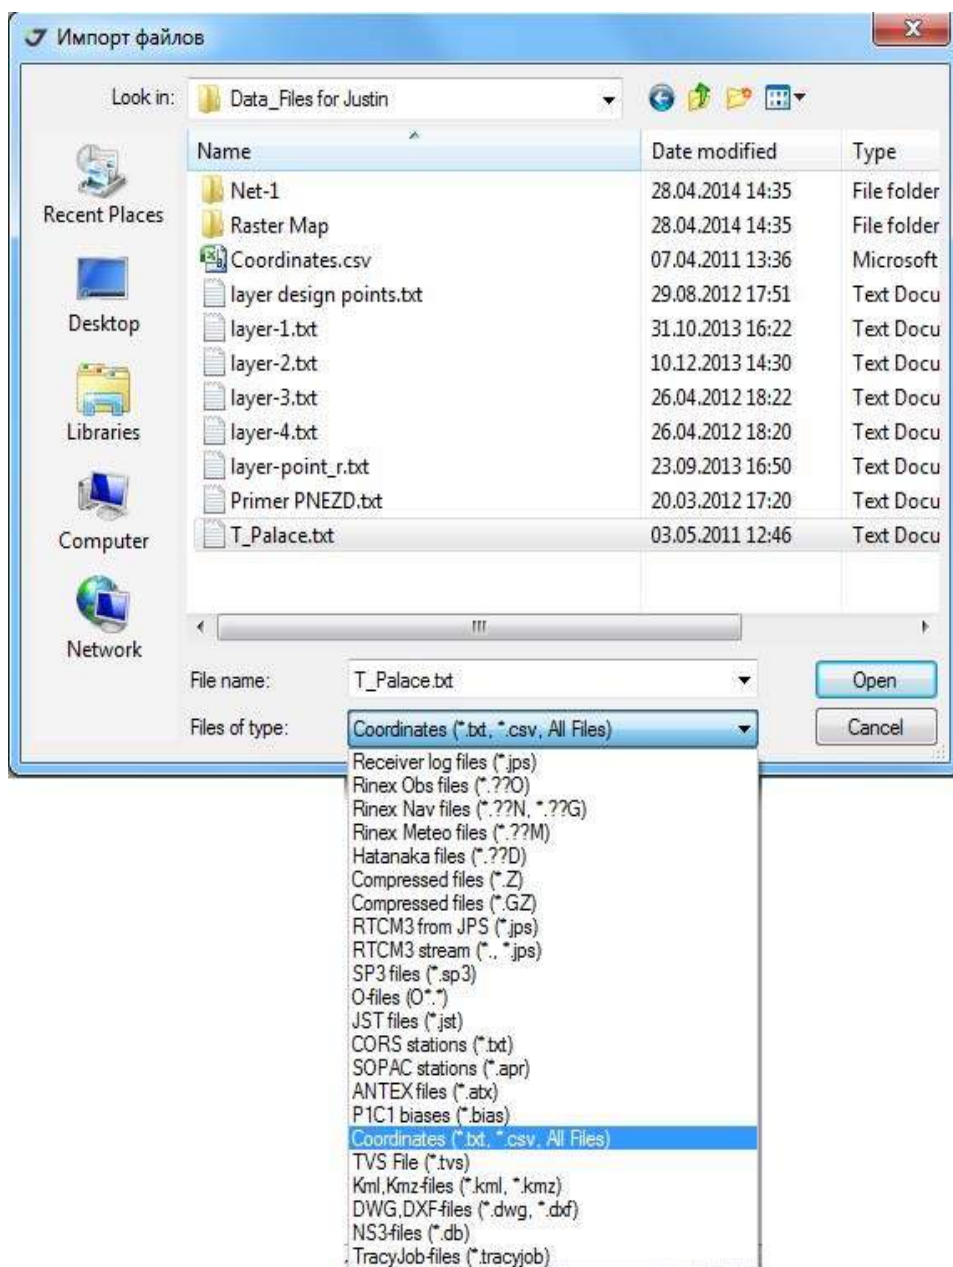 Импорт файлов
Look in: Data_Files for Justin
Name Date modified Type
Net-1 28.04.2014 14:35 File folder
Raster Map 28.04.2014 14:35 File folder
Coordinates.csv 07.04.2011 13:36 Microsoft
layer design points.txt 29.08.2012 17:51 Text Docu
layer-1.txt 31.10.2013 16:22 Text Docu
layer-2.txt 10.12.2013 14:30 Text Docu
layer-3.txt 26.04.2012 18:22 Text Docu
layer-4.txt 26.04.2012 18:20 Text Docu
layer-point_r.txt 23.09.2013 16:50 Text Docu
Primer PNEZD.txt 20.03.2012 17:20 Text Docu
T_Palace.txt 03.05.2011 12:46 Text Docu
Recent Places
Desktop
Libraries
Computer
Network
File name: T_Palace.txt Open
Files of type: Coordinates (*.txt, *.csv, All Files) Cancel
Receiver log files (*.jps)
Rinex Obs files (*.??O)
Rinex Nav files (*.??N, *.??G)
Rinex Meteo files (*.??M)
Hatanaka files (*.??D)
Compressed files (*.Z)
Compressed files (*.GZ)
RTCM3 from JPS (*.jps)
RTCM3 stream (*., *.jps)
SP3 files (*.sp3)
O-files (O*.*)
JST files (*.jst)
CORS stations (*.txt)
SOPAC stations (*.apr)
ANTEX files (*.atx)
P1C1 biases (*.bias)
Coordinates (*.txt, *.csv, All Files)
TVS File (*.tvs)
Kml,Kmz-files (*.kml, *.kmz)
DWG,DXF-files (*.dwg, *.dxf)
NS3-files (*.db)
TracyJob-files (*.tracyjob)